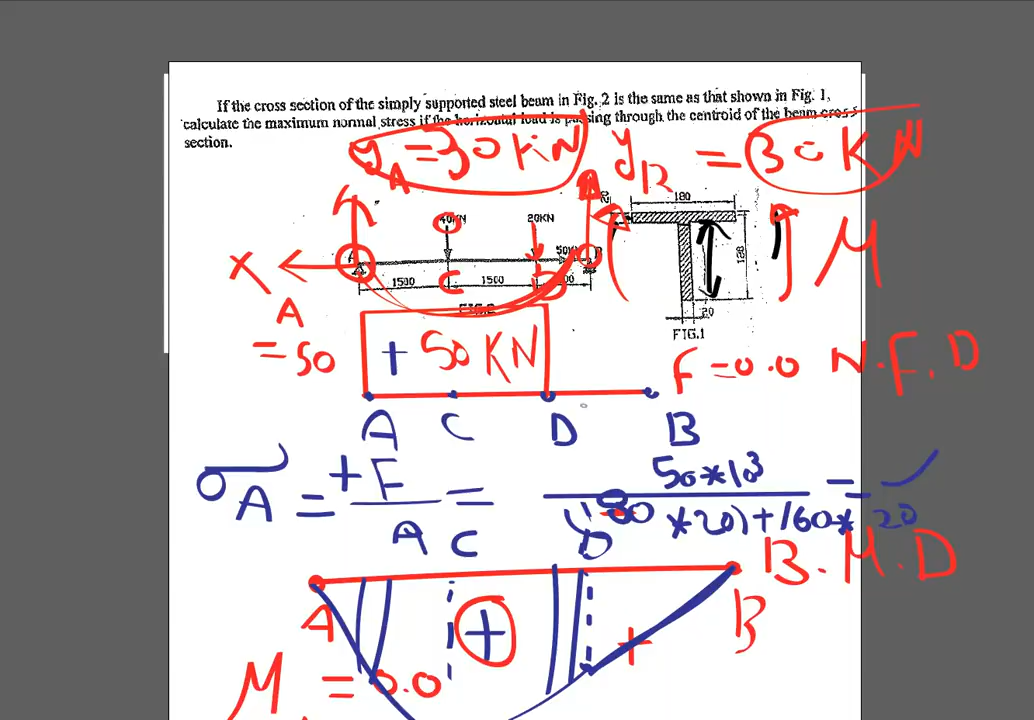 If the cross section of the simply supported steel beam in Fig. 2 is the same as that shown in Fig. 1,
calculate the maximum normal stress if the horizontal load is passing through the centroid of the beam cross
section.
yA = 30 KN
yB = 30 KN
180
20
40KN
20KN
50KN
A
128
X A
= 50
C
D
1500
1500
M
FIG.2
20
FIG.1
+ 50 KN
F = 0.0
N.F.D
A
C
D
B
σA = +F / A =
50*10³
*20)+160*20
=
C
D
B.M.D
A
+
+
B
M = 0.0